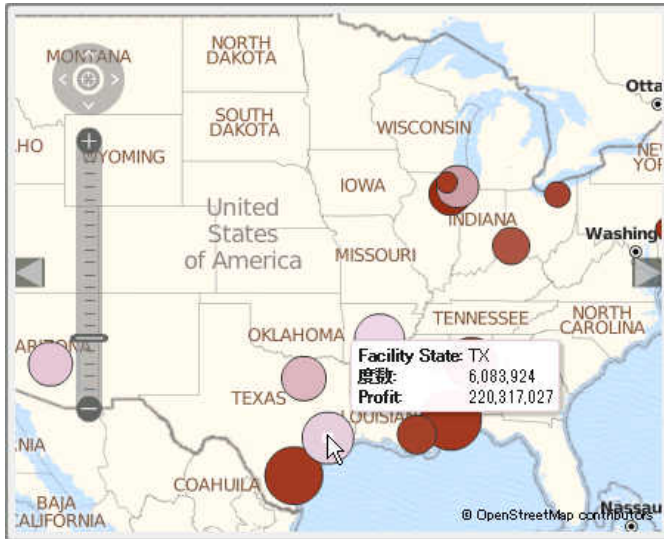 NORTH
DAKOTA
MONTANA
Otta
SOUTH
DAKOTA
WISCONSIN
HO
WYOMING
NE
YOR
IOWA
United
States
of America
INDIANA
Washing
MISSOURI
TENNESSEE
NORTH
CAROLINA
OKLAHOMA
ARIZONA
Facility State: TX
度数: 6,083,924
Profit: 220,317,027
TEXAS
LOUISIAN
NIA
COAHUILA
BAJA
CALIFORNIA
Nassau
© OpenStreetMap contributors